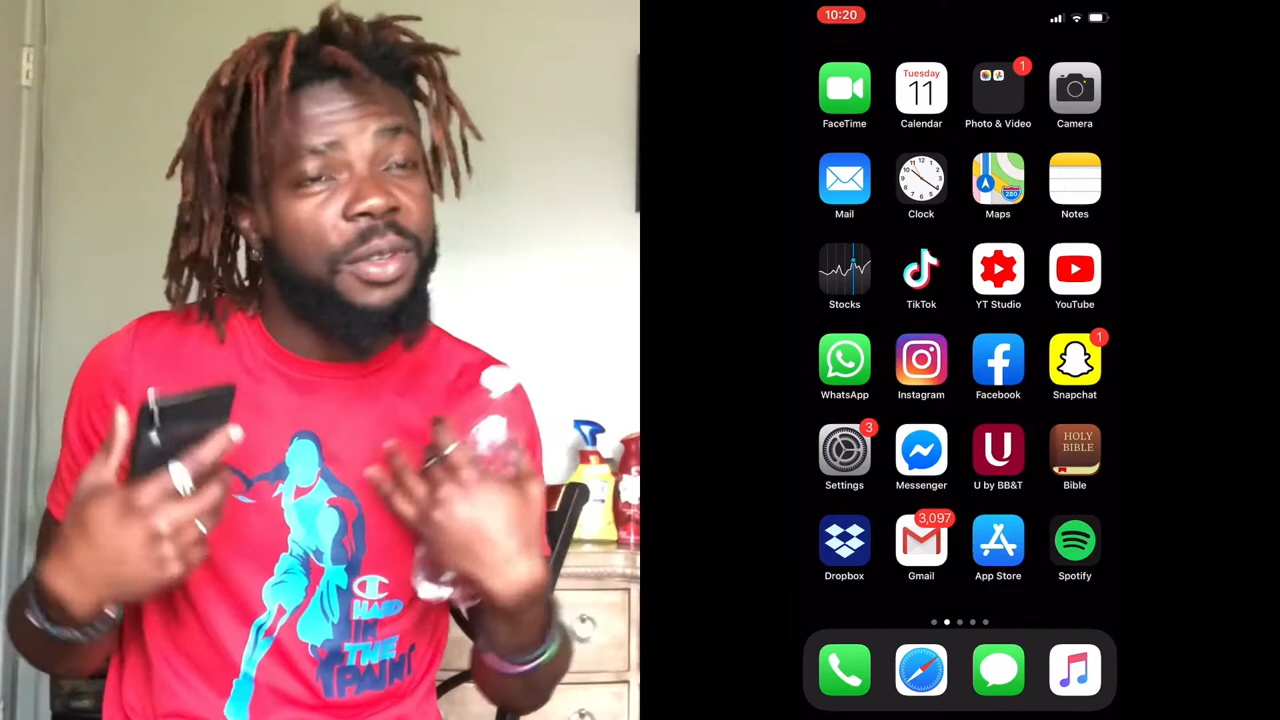 HARD
IN
THE
PAINT
10:20
Tuesday
11
1
FaceTime
Calendar
Photo & Video
Camera
280
Mail
Clock
Maps
Notes
Stocks
TikTok
YT Studio
YouTube
1
WhatsApp
Instagram
Facebook
Snapchat
3
U
HOLY
BIBLE
Settings
Messenger
U by BB&T
Bible
3,097
Dropbox
Gmail
App Store
Spotify